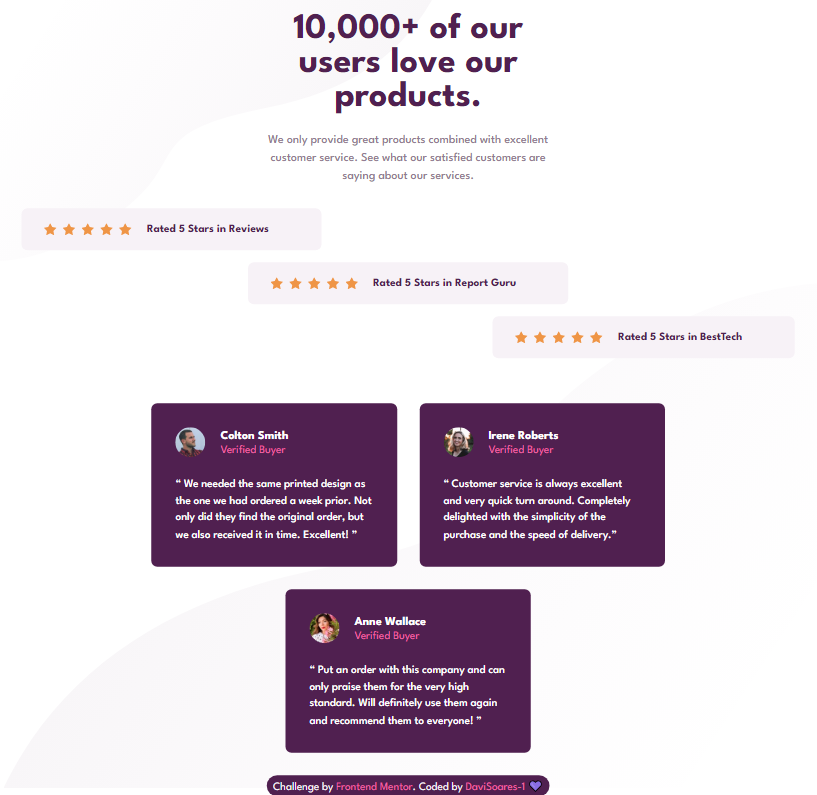 10,000+ of our
users love our
products.
We only provide great products combined with excellent
customer service. See what our satisfied customers are
saying about our services.
Rated 5 Stars in Reviews
Rated 5 Stars in Report Guru
Rated 5 Stars in BestTech
Colton Smith
Verified Buyer
“ We needed the same printed design as
the one we had ordered a week prior. Not
only did they find the original order, but
we also received it in time. Excellent! ”
Irene Roberts
Verified Buyer
“ Customer service is always excellent
and very quick turn around. Completely
delighted with the simplicity of the
purchase and the speed of delivery.”
Anne Wallace
Verified Buyer
“ Put an order with this company and can
only praise them for the very high
standard. Will definitely use them again
and recommend them to everyone! ”
Challenge by Frontend Mentor. Coded by DaviSoares-1 💜